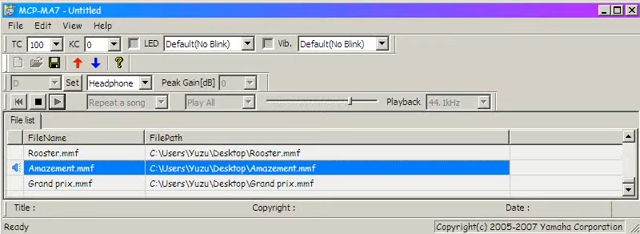 MCP-MA7 - Untitled
File Edit View Help
TC 100 KC 0 LED Default(No Blink) Vib. Default(No Blink)
D Set Headphone Peak Gain[dB] 0
Repeat a song Play All Playback 44.1kHz
File list
FileName FilePath
Rooster.mmf C:\Users\Yuzu\Desktop\Rooster.mmf
Amazement.mmf C:\Users\Yuzu\Desktop\Amazement.mmf
Grand prix.mmf C:\Users\Yuzu\Desktop\Grand prix.mmf
Title : Copyright : Date :
Ready Copyright(c) 2005-2007 Yamaha Corporation